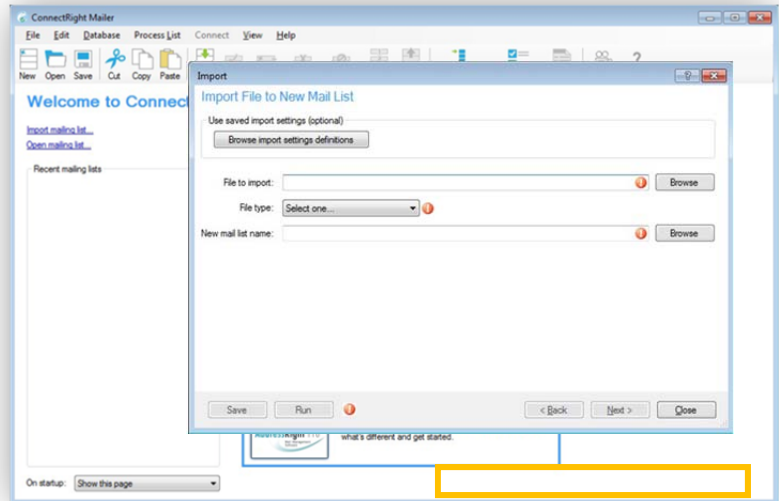 ConnectRight Mailer
File Edit Database Process List Connect View Help
New Open Save Cut Copy Paste
Welcome to Connec
Import mailing list...
Open mailing list...
Recent mailing lists
Import
Import File to New Mail List
Use saved import settings (optional)
Browse import settings definitions
File to import: Browse
File type: Select one...
New mail list name: Browse
Save Run < Back Next > Close
what's different and get started.
On startup: Show this page